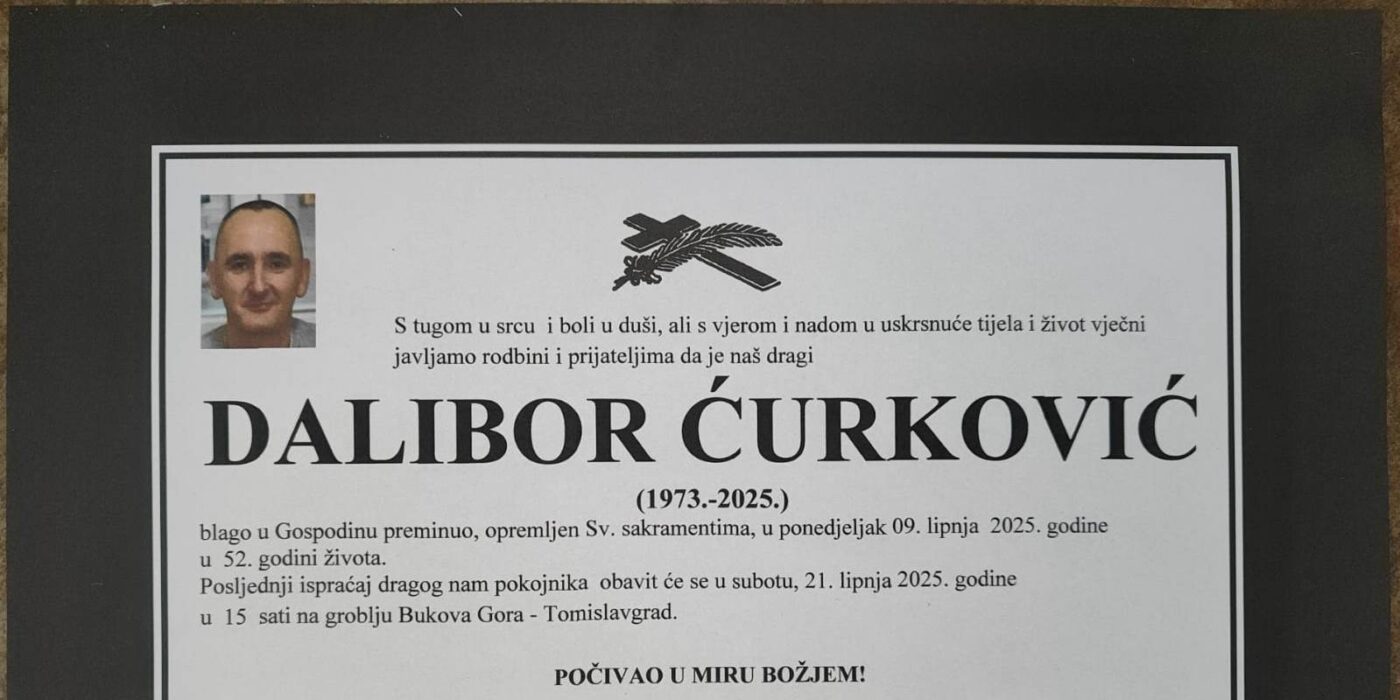 S tugom u srcu i boli u duši, ali s vjerom i nadom u uskrsnuće tijela i život vječni
javljamo rodbini i prijateljima da je naš dragi
DALIBOR ĆURKOVIĆ
(1973.-2025.)
blago u Gospodinu preminuo, opremljen Sv. sakramentima, u ponedjeljak 09. lipnja 2025. godine
u 52. godini života.
Posljednji ispraćaj dragog nam pokojnika obavit će se u subotu, 21. lipnja 2025. godine
u 15 sati na groblju Bukova Gora - Tomislavgrad.
POČIVAO U MIRU BOŽJEM!